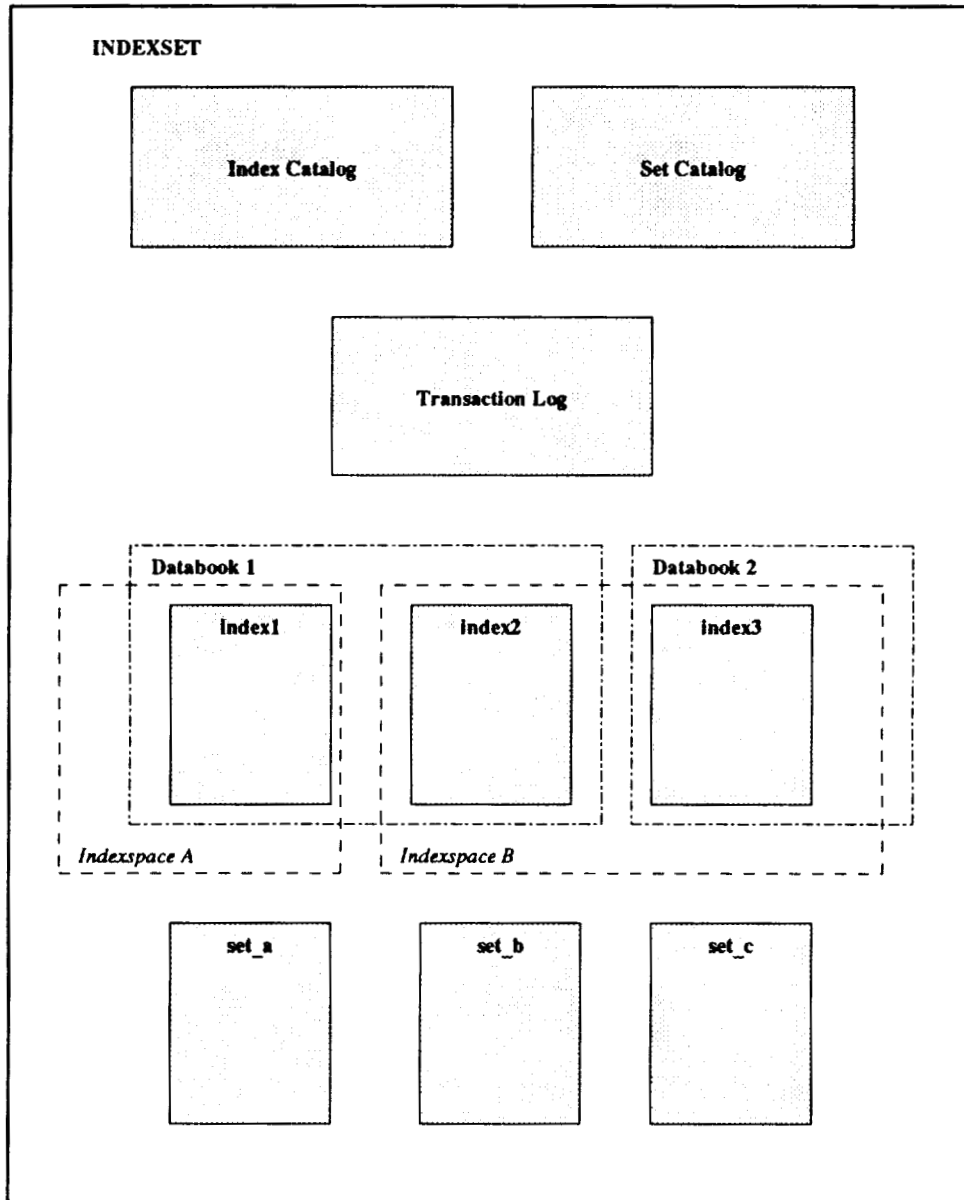 INDEXSET
Index Catalog
Set Catalog
Transaction Log
Databook 1
Databook 2
index1
index2
index3
Indexspace A
Indexspace B
set_a
set_b
set_c